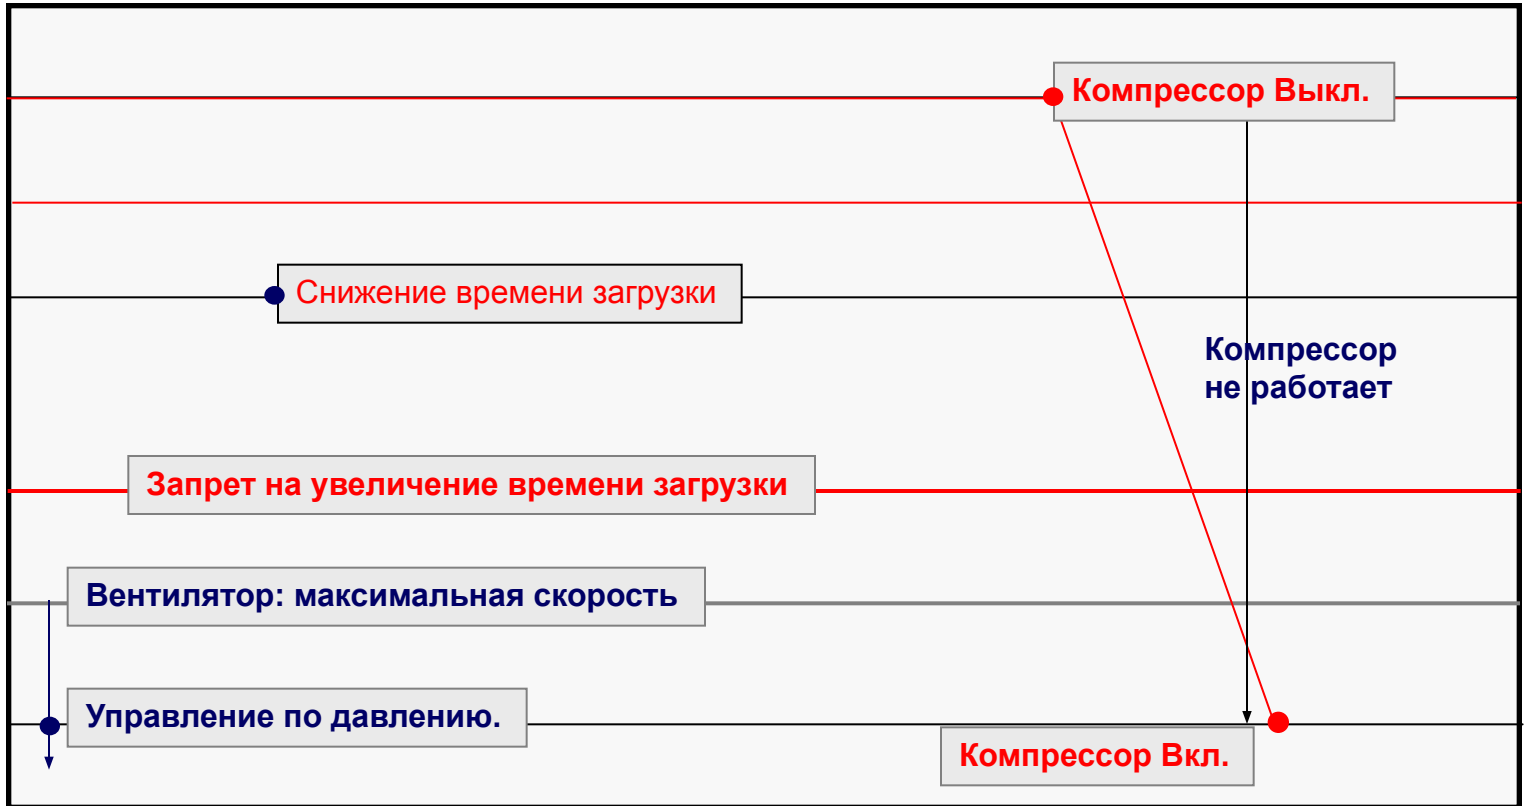 Компрессор Выкл.
Снижение времени загрузки
Компрессор
не работает
Запрет на увеличение времени загрузки
Вентилятор: максимальная скорость
Управление по давлению.
Компрессор Вкл.